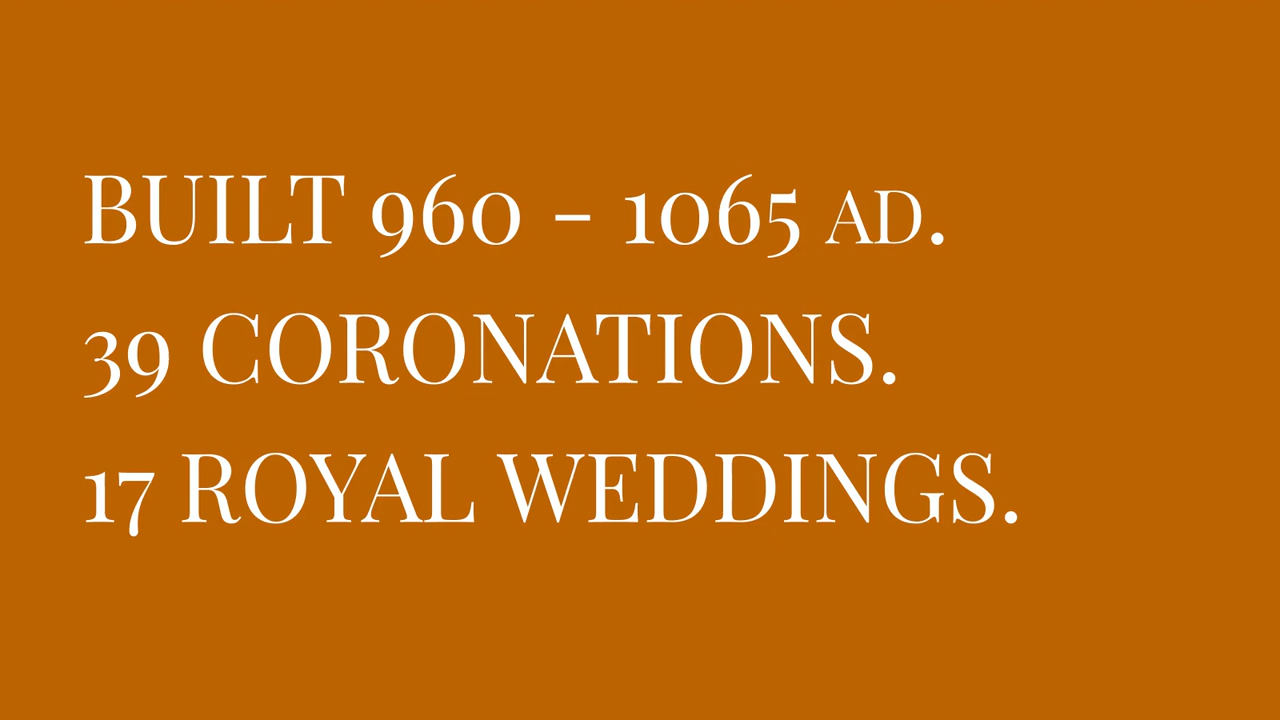 BUILT 960 – 1065 AD.
39 CORONATIONS.
17 ROYAL WEDDINGS.